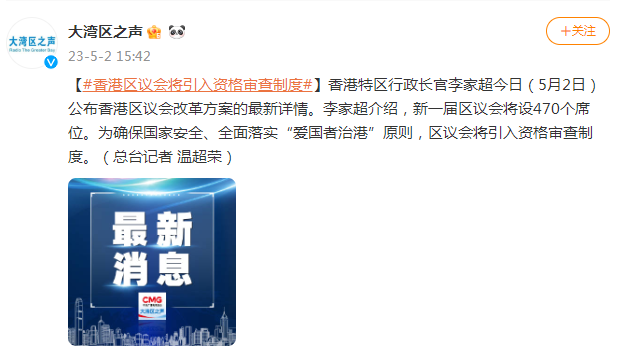 大湾区之声
Radio The Greater Bay
大湾区之声
23-5-2 15:42
+关注
【#香港区议会将引入资格审查制度#】香港特区行政长官李家超今日（5月2日）
公布香港区议会改革方案的最新详情。李家超介绍，新一届区议会将设470个席
位。为确保国家安全、全面落实“爱国者治港”原则，区议会将引入资格审查制
度。（总台记者 温超荣）
最新
消息
CMG
大湾区之声